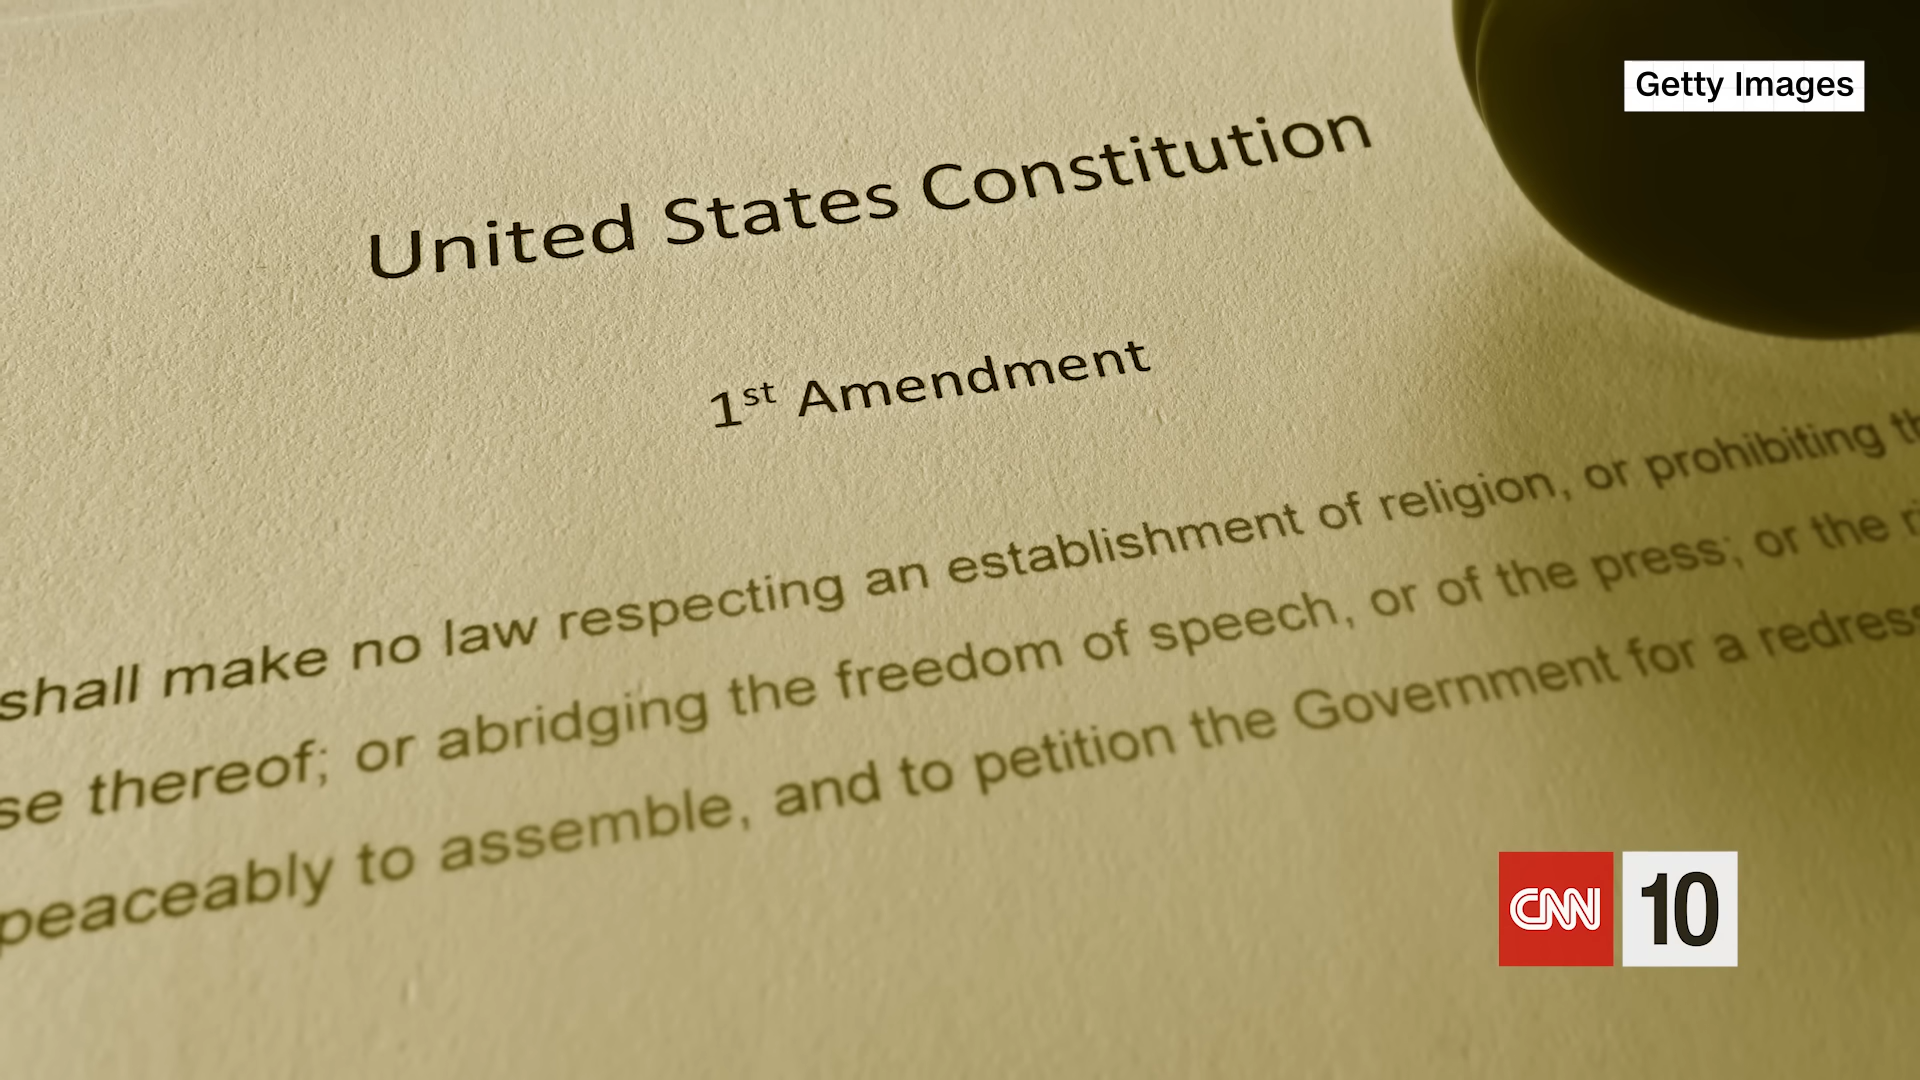 Getty Images
United States Constitution
1st Amendment
shall make no law respecting an establishment of religion, or prohibiting th
se thereof; or abridging the freedom of speech, or of the press; or the ri
peaceably to assemble, and to petition the Government for a redress
CNN 10